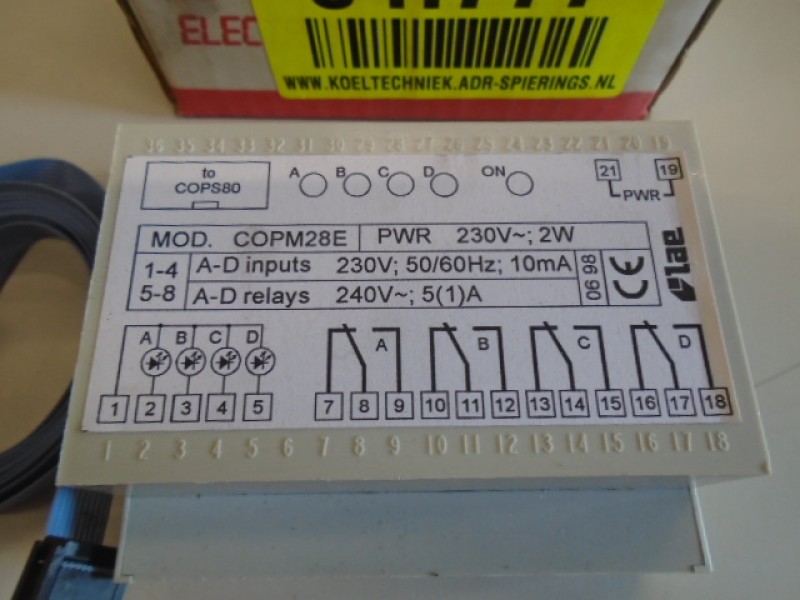 ELEC
WWW.KOELTECHNIEK.ADR-SPIERINGS.NL
36 35 34 33 32 31 30 29 28 27 26 25 24 23 22 21 20 19
to
COPS80
A B C D ON
21 19
PWR
MOD. COPM28E PWR 230V~; 2W
1-4 A-D inputs 230V; 50/60Hz; 10mA
5-8 A-D relays 240V~; 5(1)A
06 98
CE
lae
A B C D A B C D
1 2 3 4 5 7 8 9 10 11 12 13 14 15 16 17 18
1 2 3 4 5 6 7 8 9 10 11 12 13 14 15 16 17 18